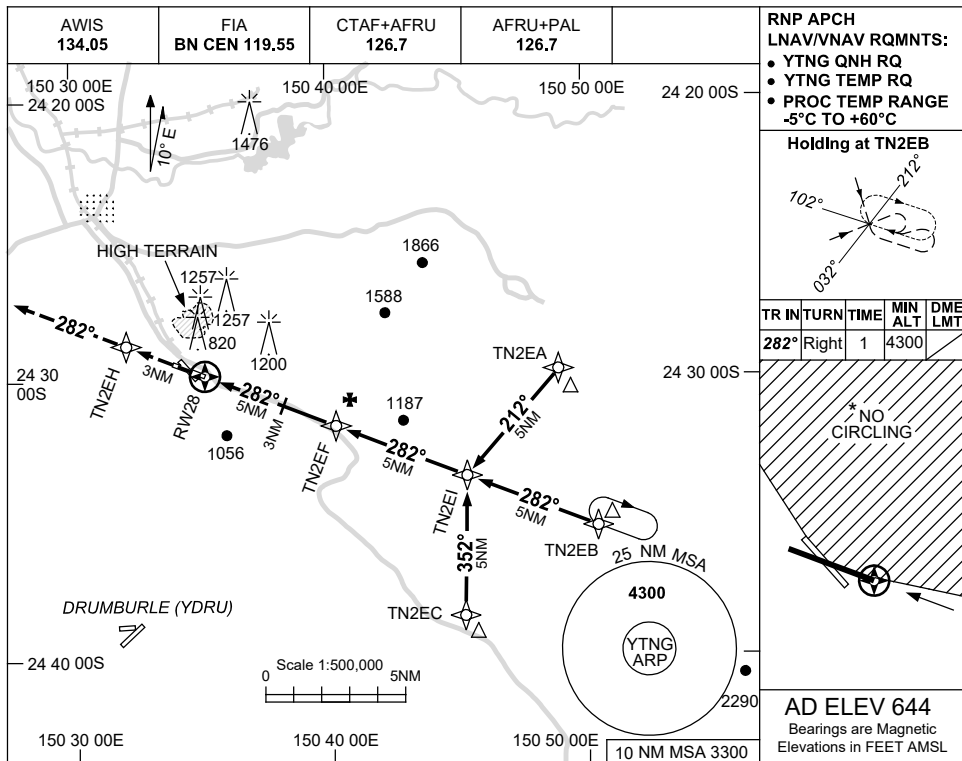 AWIS
134.05
FIA
BN CEN 119.55
CTAF+AFRU
126.7
AFRU+PAL
126.7
RNP APCH
LNAV/VNAV RQMNTS:
• YTNG QNH RQ
• YTNG TEMP RQ
• PROC TEMP RANGE
-5°C TO +60°C
150 30 00E
150 40 00E
150 50 00E
24 20 00S
24 20 00S
10° E
1476
HIGH TERRAIN
1257
1257
820
1200
1866
1588
1187
1056
282°
TN2EH
3NM
RW28
282°
5NM
3NM
TN2EF
282°
5NM
TN2EI
TN2EA
212°
5NM
282°
5NM
TN2EB
352°
5NM
TN2EC
24 30
00S
24 30 00S
DRUMBURLE (YDRU)
24 40 00S
Scale 1:500,000
0
5NM
25 NM MSA
4300
YTNG
ARP
2290
10 NM MSA 3300
150 30 00E
150 40 00E
150 50 00E
Holding at TN2EB
212°
102°
032°
TR IN TURN TIME MIN ALT DME LMT
282° Right 1 4300
* NO
CIRCLING
AD ELEV 644
Bearings are Magnetic
Elevations in FEET AMSL